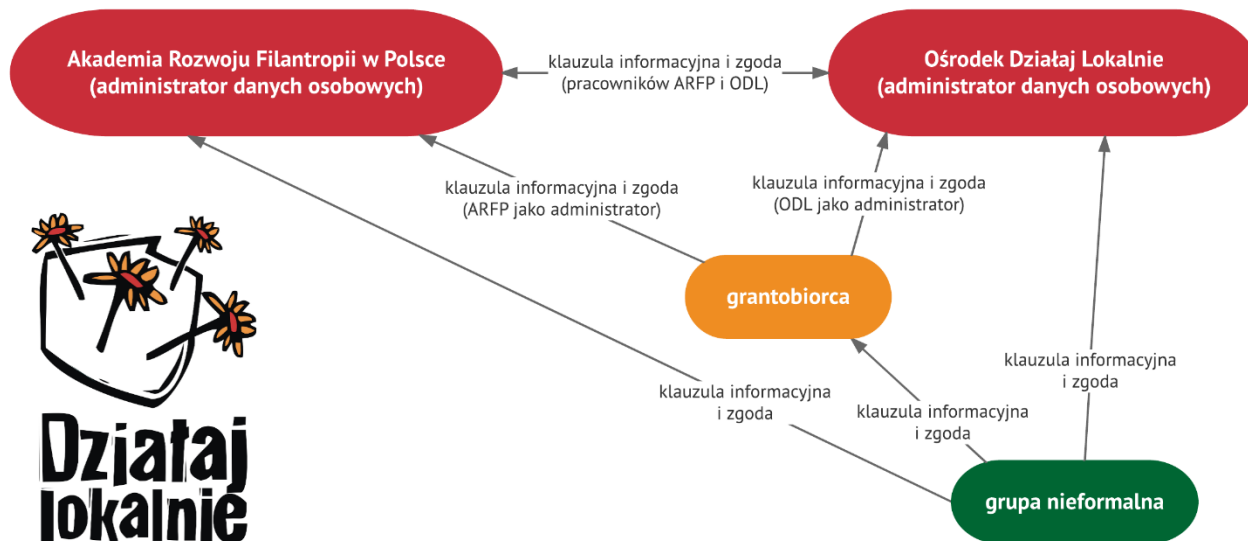 Akademia Rozwoju Filantropii w Polsce
(administrator danych osobowych)
klauzula informacyjna i zgoda
(pracowników ARFP i ODL)
Ośrodek Działaj Lokalnie
(administrator danych osobowych)
klauzula informacyjna i zgoda
(ARFP jako administrator)
klauzula informacyjna i zgoda
(ODL jako administrator)
grantobiorca
klauzula informacyjna
i zgoda
klauzula informacyjna
i zgoda
klauzula informacyjna
i zgoda
grupa nieformalna
Działaj
lokalnie